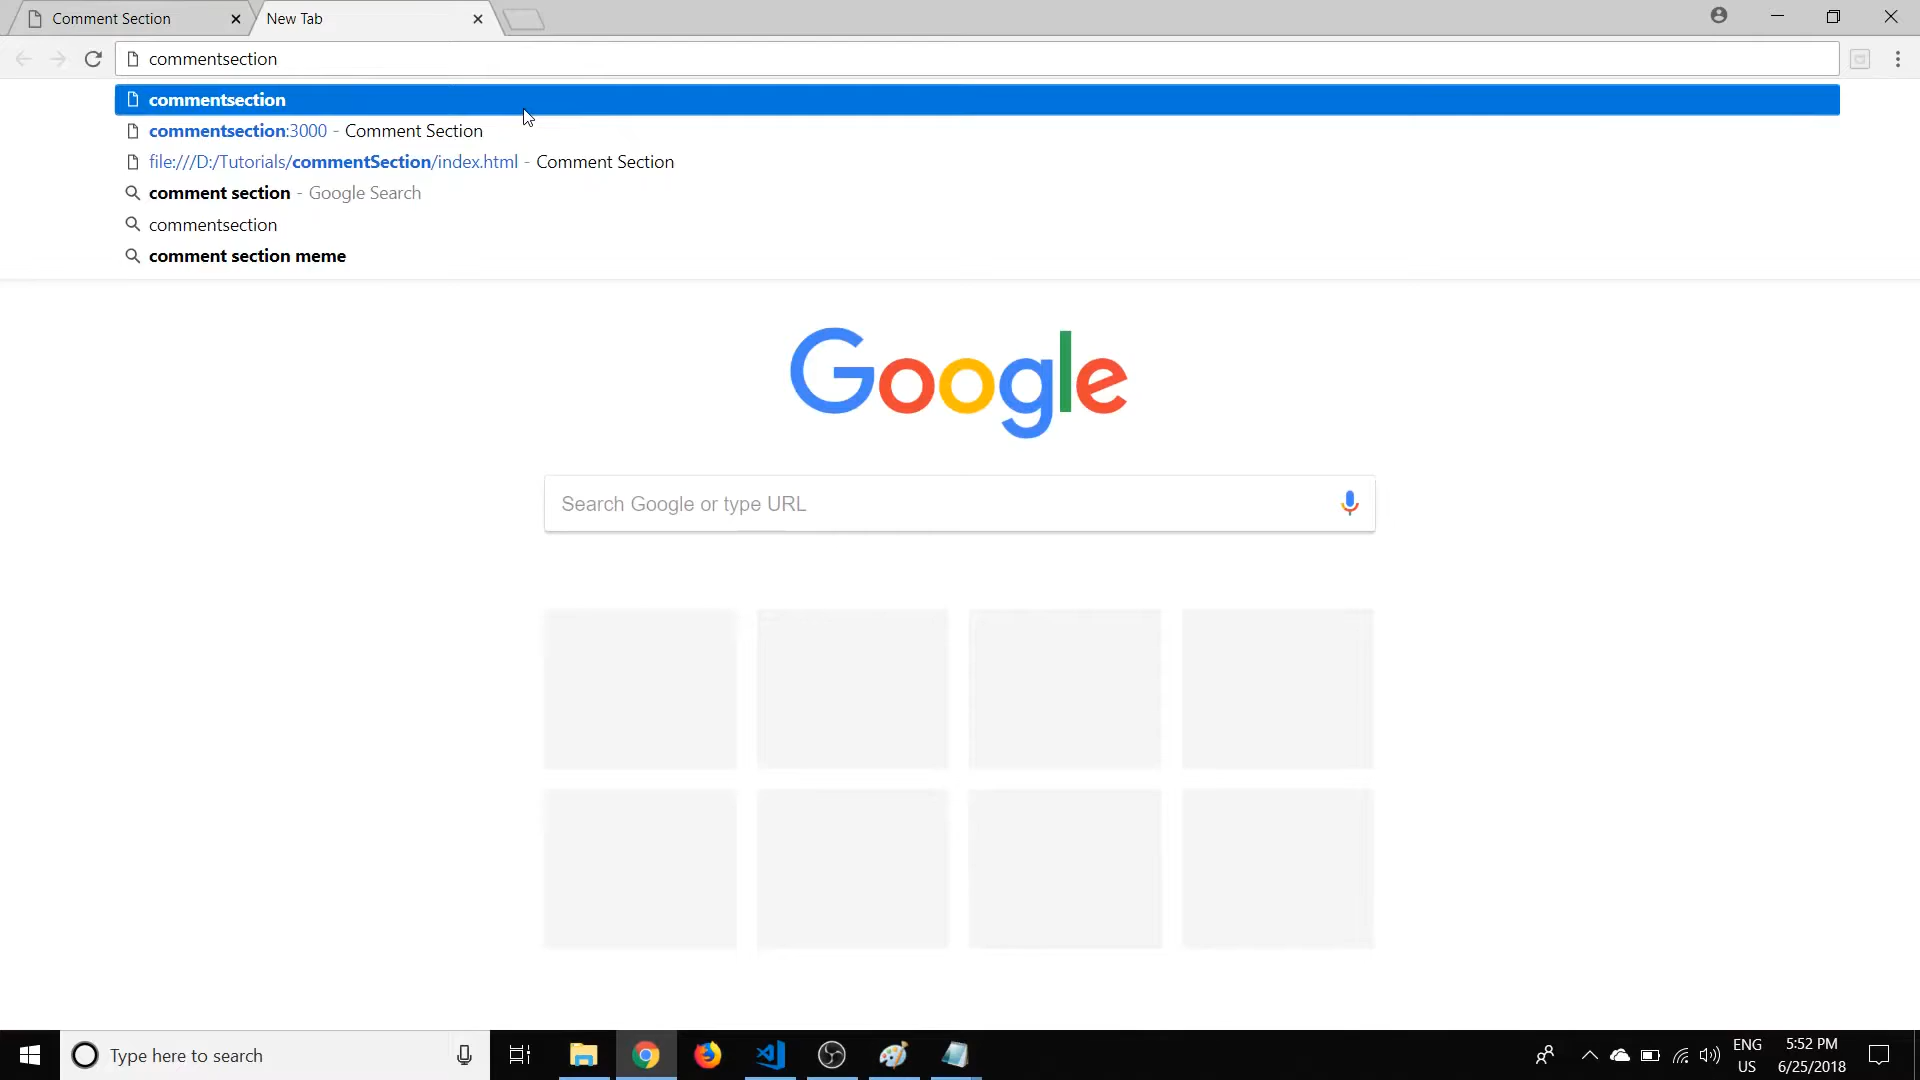 Comment Section
New Tab
commentsection
commentsection
commentsection:3000 - Comment Section
file:///D:/Tutorials/commentSection/index.html - Comment Section
comment section - Google Search
commentsection
comment section meme
Google
Search Google or type URL
Type here to search
ENG
US
5:52 PM
6/25/2018